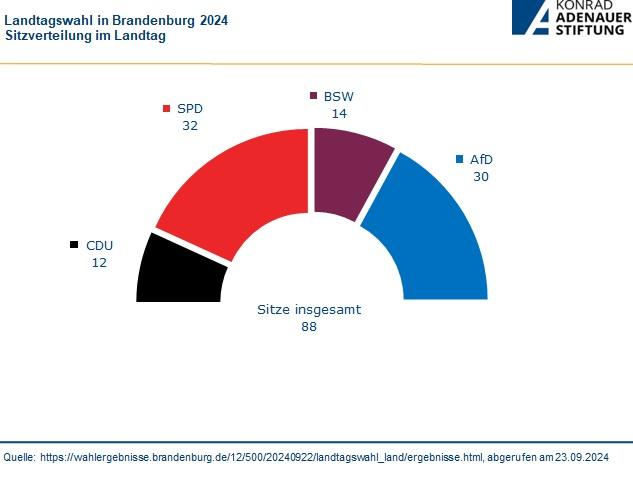 Landtagswahl in Brandenburg 2024
Sitzverteilung im Landtag
KONRAD
ADENAUER
STIFTUNG
BSW
14
SPD
32
AfD
30
CDU
12
Sitze insgesamt
88
Quelle: https://wahlergebnisse.brandenburg.de/12/500/20240922/landtagswahl_land/ergebnisse.html, abgerufen am 23.09.2024